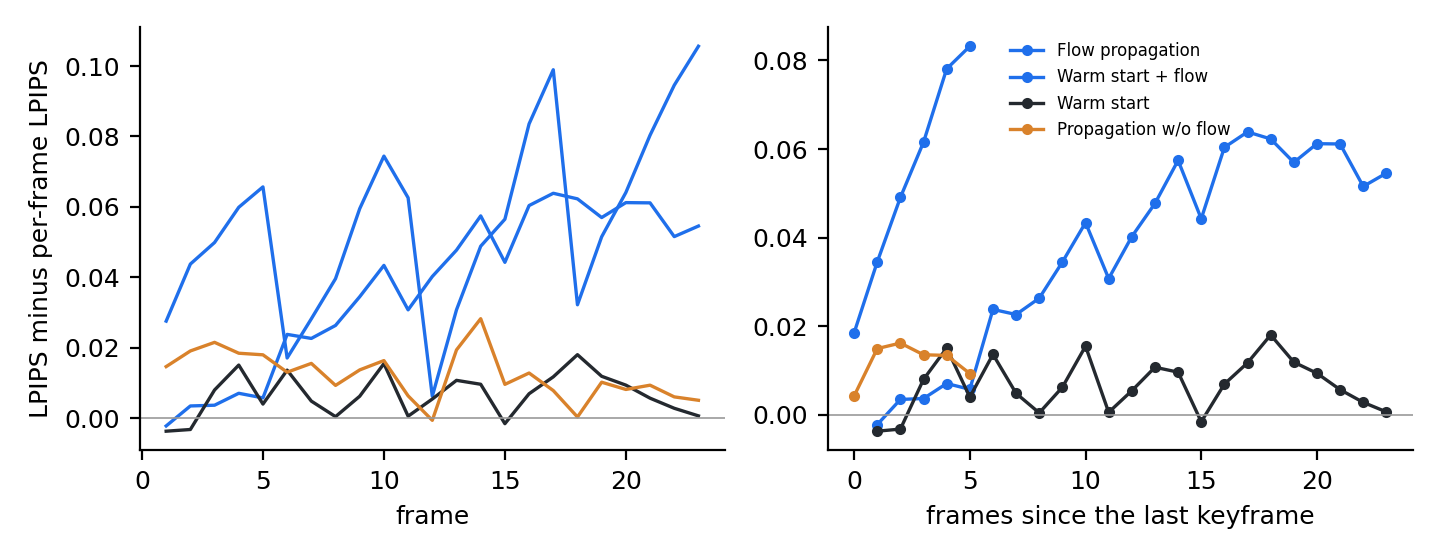 LPIPS minus per-frame LPIPS
0.10
0.08
0.06
0.04
0.02
0.00
0 5 10 15 20
frame
0.08
0.06
0.04
0.02
0.00
Flow propagation
Warm start + flow
Warm start
Propagation w/o flow
0 5 10 15 20
frames since the last keyframe